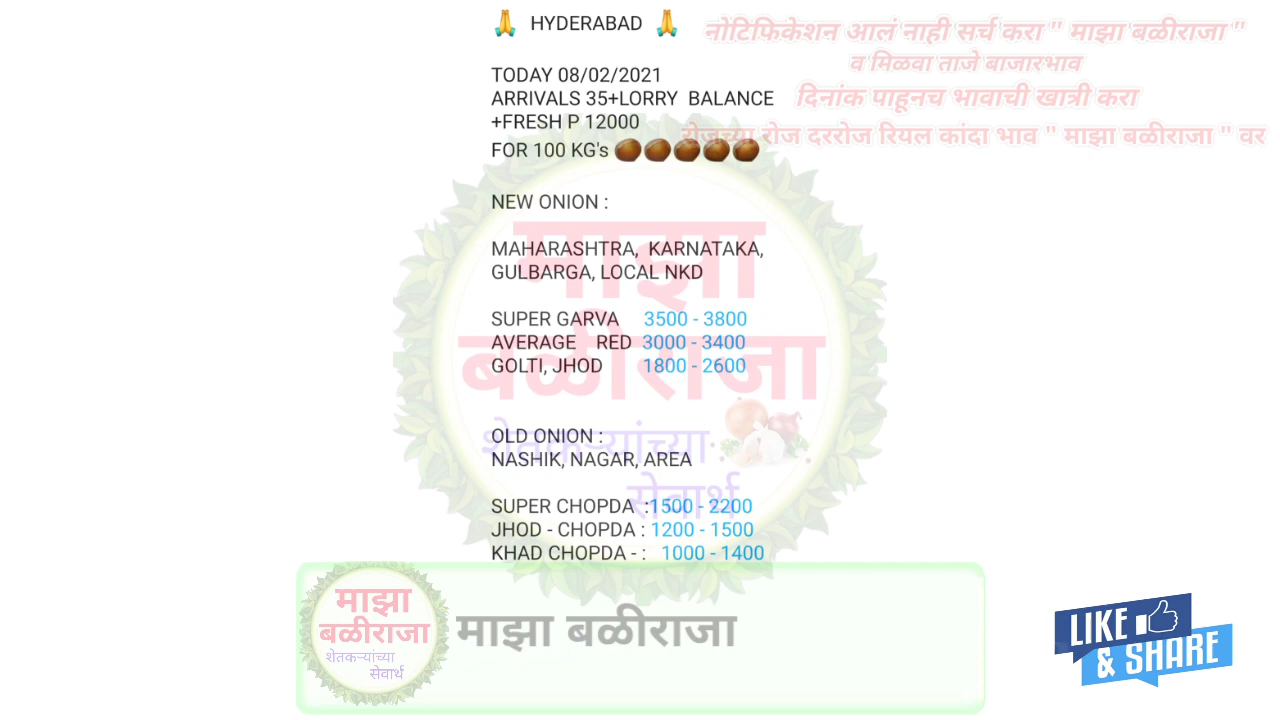 🙏 HYDERABAD 🙏
TODAY 08/02/2021
ARRIVALS 35+LORRY BALANCE
+FRESH P 12000
FOR 100 KG's
NEW ONION :
MAHARASHTRA, KARNATAKA,
GULBARGA, LOCAL NKD
SUPER GARVA 3500 - 3800
AVERAGE RED 3000 - 3400
GOLTI, JHOD 1800 - 2600
OLD ONION :
NASHIK, NAGAR, AREA
SUPER CHOPDA :1500 - 2200
JHOD - CHOPDA : 1200 - 1500
KHAD CHOPDA - : 1000 - 1400
नोटिफिकेशन आलं नाही सर्च करा " माझा बळीराजा "
व मिळवा ताजे बाजारभाव
दिनांक पाहूनच भावाची खात्री करा
रोजच्या रोज दररोज रियल कांदा भाव " माझा बळीराजा " वर
माझा
बळीराजा
शेतकऱ्यांच्या
सेवार्थ
माझा
बळीराजा
शेतकऱ्यांच्या
सेवार्थ
माझा बळीराजा
LIKE
& SHARE